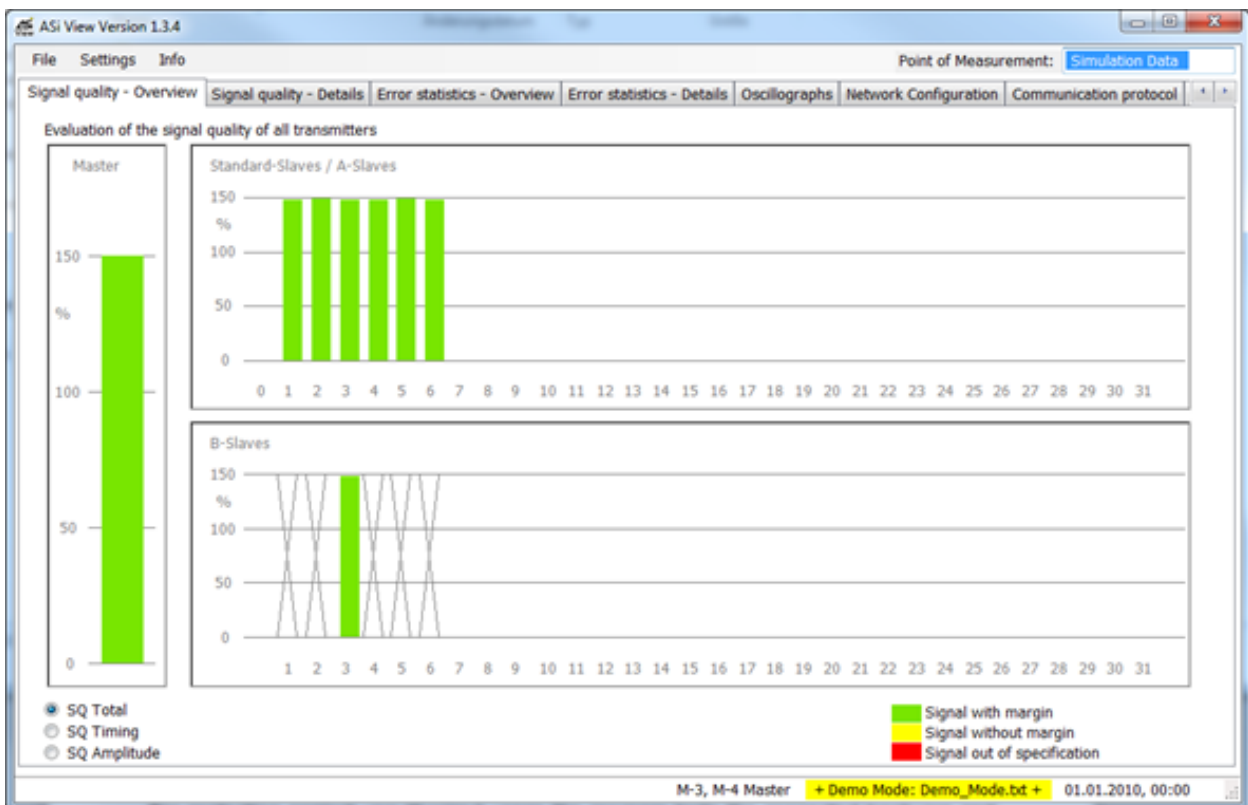 ASi View Version 1.3.4
File Settings Info Point of Measurement: Simulation Data
Signal quality - Overview Signal quality - Details Error statistics - Overview Error statistics - Details Oscillographs Network Configuration Communication protocol
Evaluation of the signal quality of all transmitters
Master
150
%
100
50
0
Standard-Slaves / A-Slaves
150
%
100
50
0
0 1 2 3 4 5 6 7 8 9 10 11 12 13 14 15 16 17 18 19 20 21 22 23 24 25 26 27 28 29 30 31
B-Slaves
150
%
100
50
0
1 2 3 4 5 6 7 8 9 10 11 12 13 14 15 16 17 18 19 20 21 22 23 24 25 26 27 28 29 30 31
SQ Total
SQ Timing
SQ Amplitude
Signal with margin
Signal without margin
Signal out of specification
M-3, M-4 Master + Demo Mode: Demo_Mode.txt + 01.01.2010, 00:00